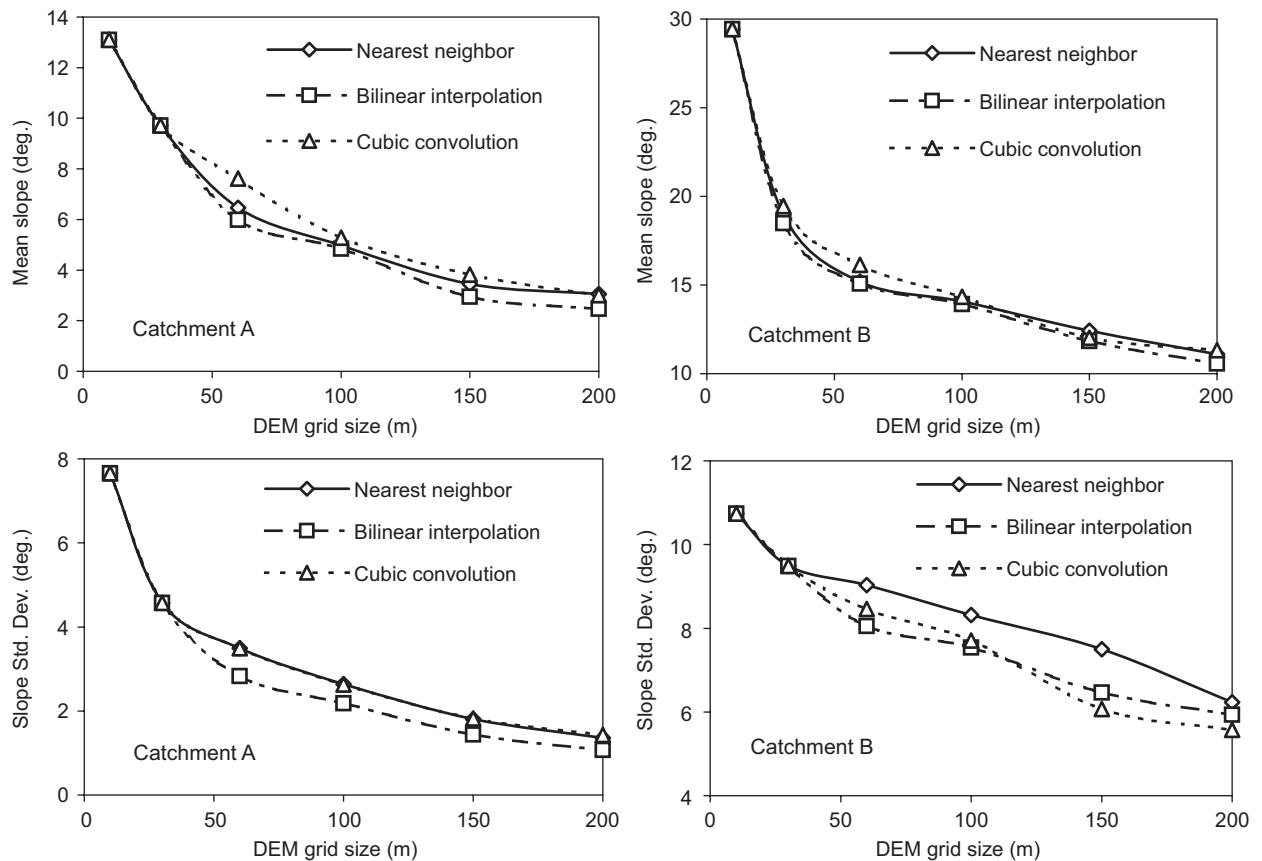 14
12
10
8
6
4
2
0
Mean slope (deg.)
Nearest neighbor
Bilinear interpolation
Cubic convolution
Catchment A
0 50 100 150 200
DEM grid size (m)
30
25
20
15
10
Mean slope (deg.)
Nearest neighbor
Bilinear interpolation
Cubic convolution
Catchment B
0 50 100 150 200
DEM grid size (m)
8
6
4
2
0
Slope Std. Dev. (deg.)
Nearest neighbor
Bilinear interpolation
Cubic convolution
Catchment A
0 50 100 150 200
DEM grid size (m)
12
10
8
6
4
Slope Std. Dev. (deg.)
Nearest neighbor
Bilinear interpolation
Cubic convolution
Catchment B
0 50 100 150 200
DEM grid size (m)